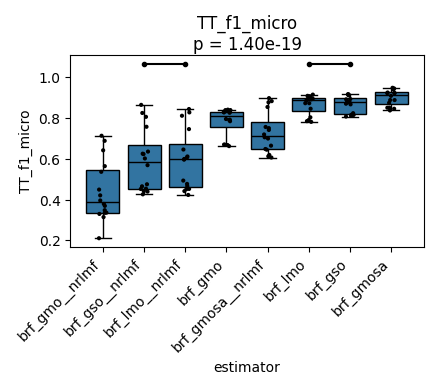 TT_f1_micro
p = 1.40e-19
TT_f1_micro
1.0
0.8
0.6
0.4
0.2
brf_gmo__nrlmf
brf_gso__nrlmf
brf_lmo__nrlmf
brf_gmo
brf_gmosa__nrlmf
brf_lmo
brf_gso
brf_gmosa
estimator